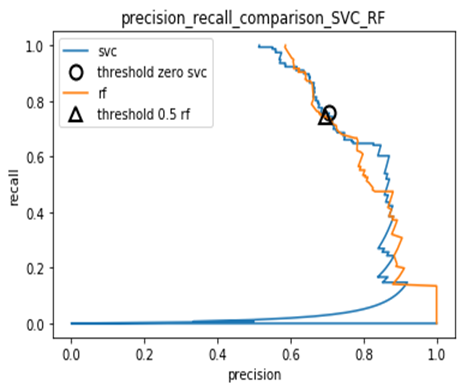 precision_recall_comparison_SVC_RF
svc
threshold zero svc
rf
threshold 0.5 rf
1.0
0.8
0.6
0.4
0.2
0.0
recall
0.0 0.2 0.4 0.6 0.8 1.0
precision